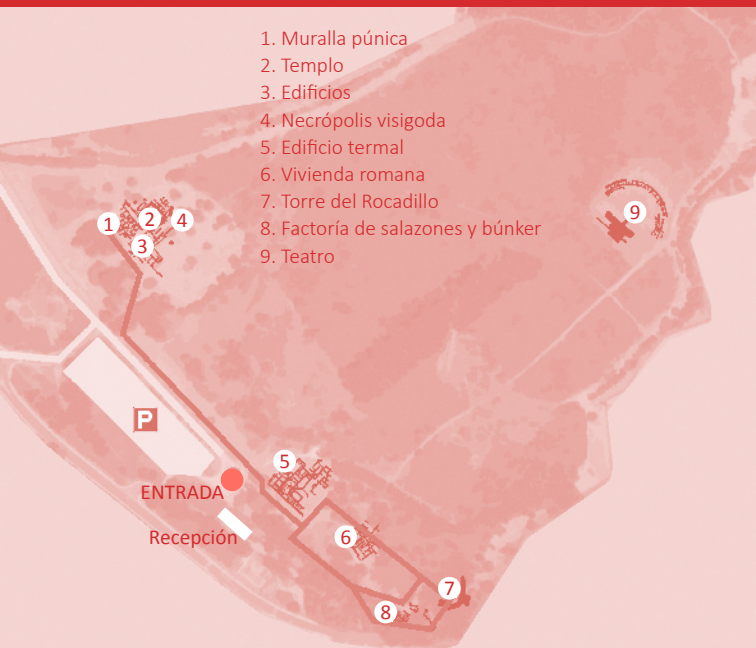 1. Muralla púnica
2. Templo
3. Edificios
4. Necrópolis visigoda
5. Edificio termal
6. Vivienda romana
7. Torre del Rocadillo
8. Factoría de salazones y búnker
9. Teatro
1
2
4
3
9
P
5
ENTRADA
Recepción
6
7
8